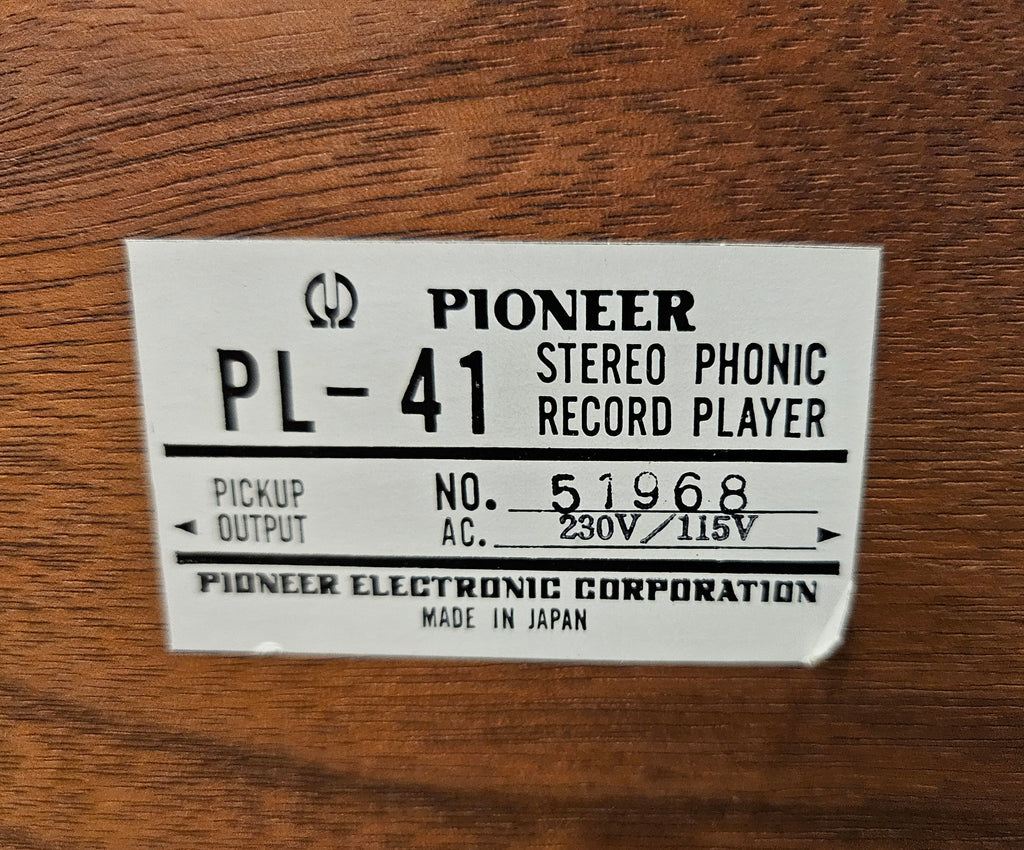 PIONEER
PL-41 STEREO PHONIC
RECORD PLAYER
PICKUP NO. 51968
◄ OUTPUT AC. 230V/115V ►
PIONEER ELECTRONIC CORPORATION
MADE IN JAPAN